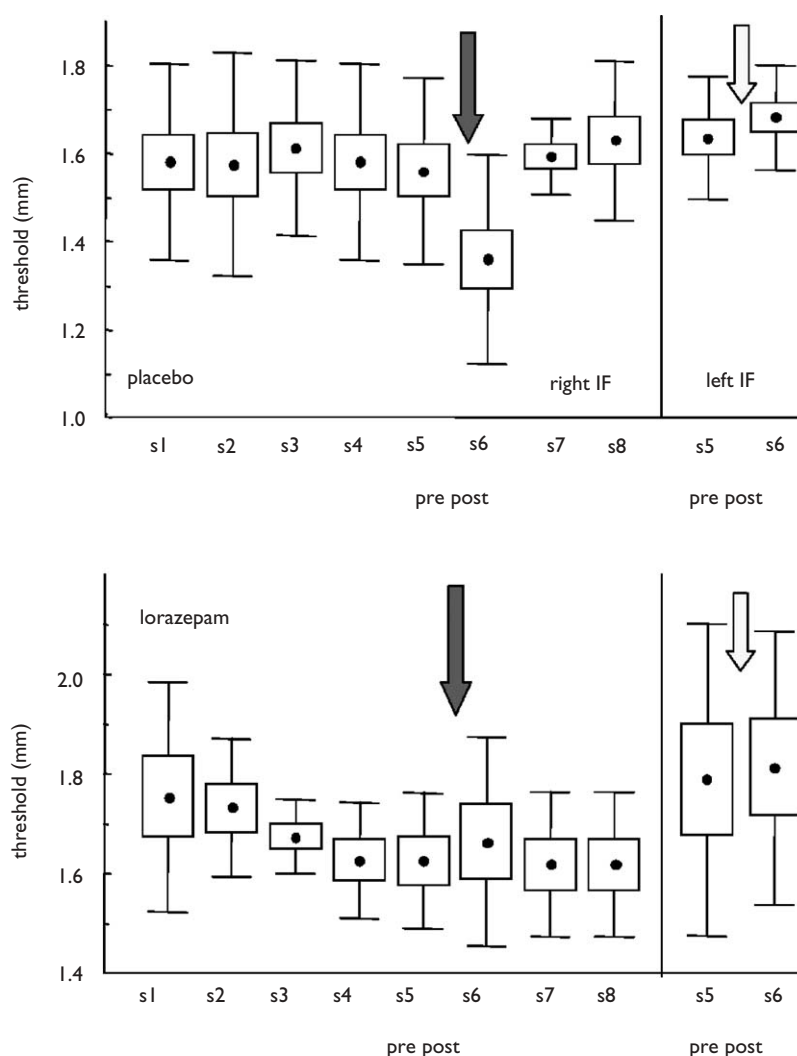 1.8
1.6
1.4
1.2
1.0
threshold (mm)
placebo
right IF
left IF
s1 s2 s3 s4 s5 s6 s7 s8 s5 s6
pre post pre post
lorazepam
2.0
1.8
1.6
1.4
threshold (mm)
s1 s2 s3 s4 s5 s6 s7 s8 s5 s6
pre post pre post